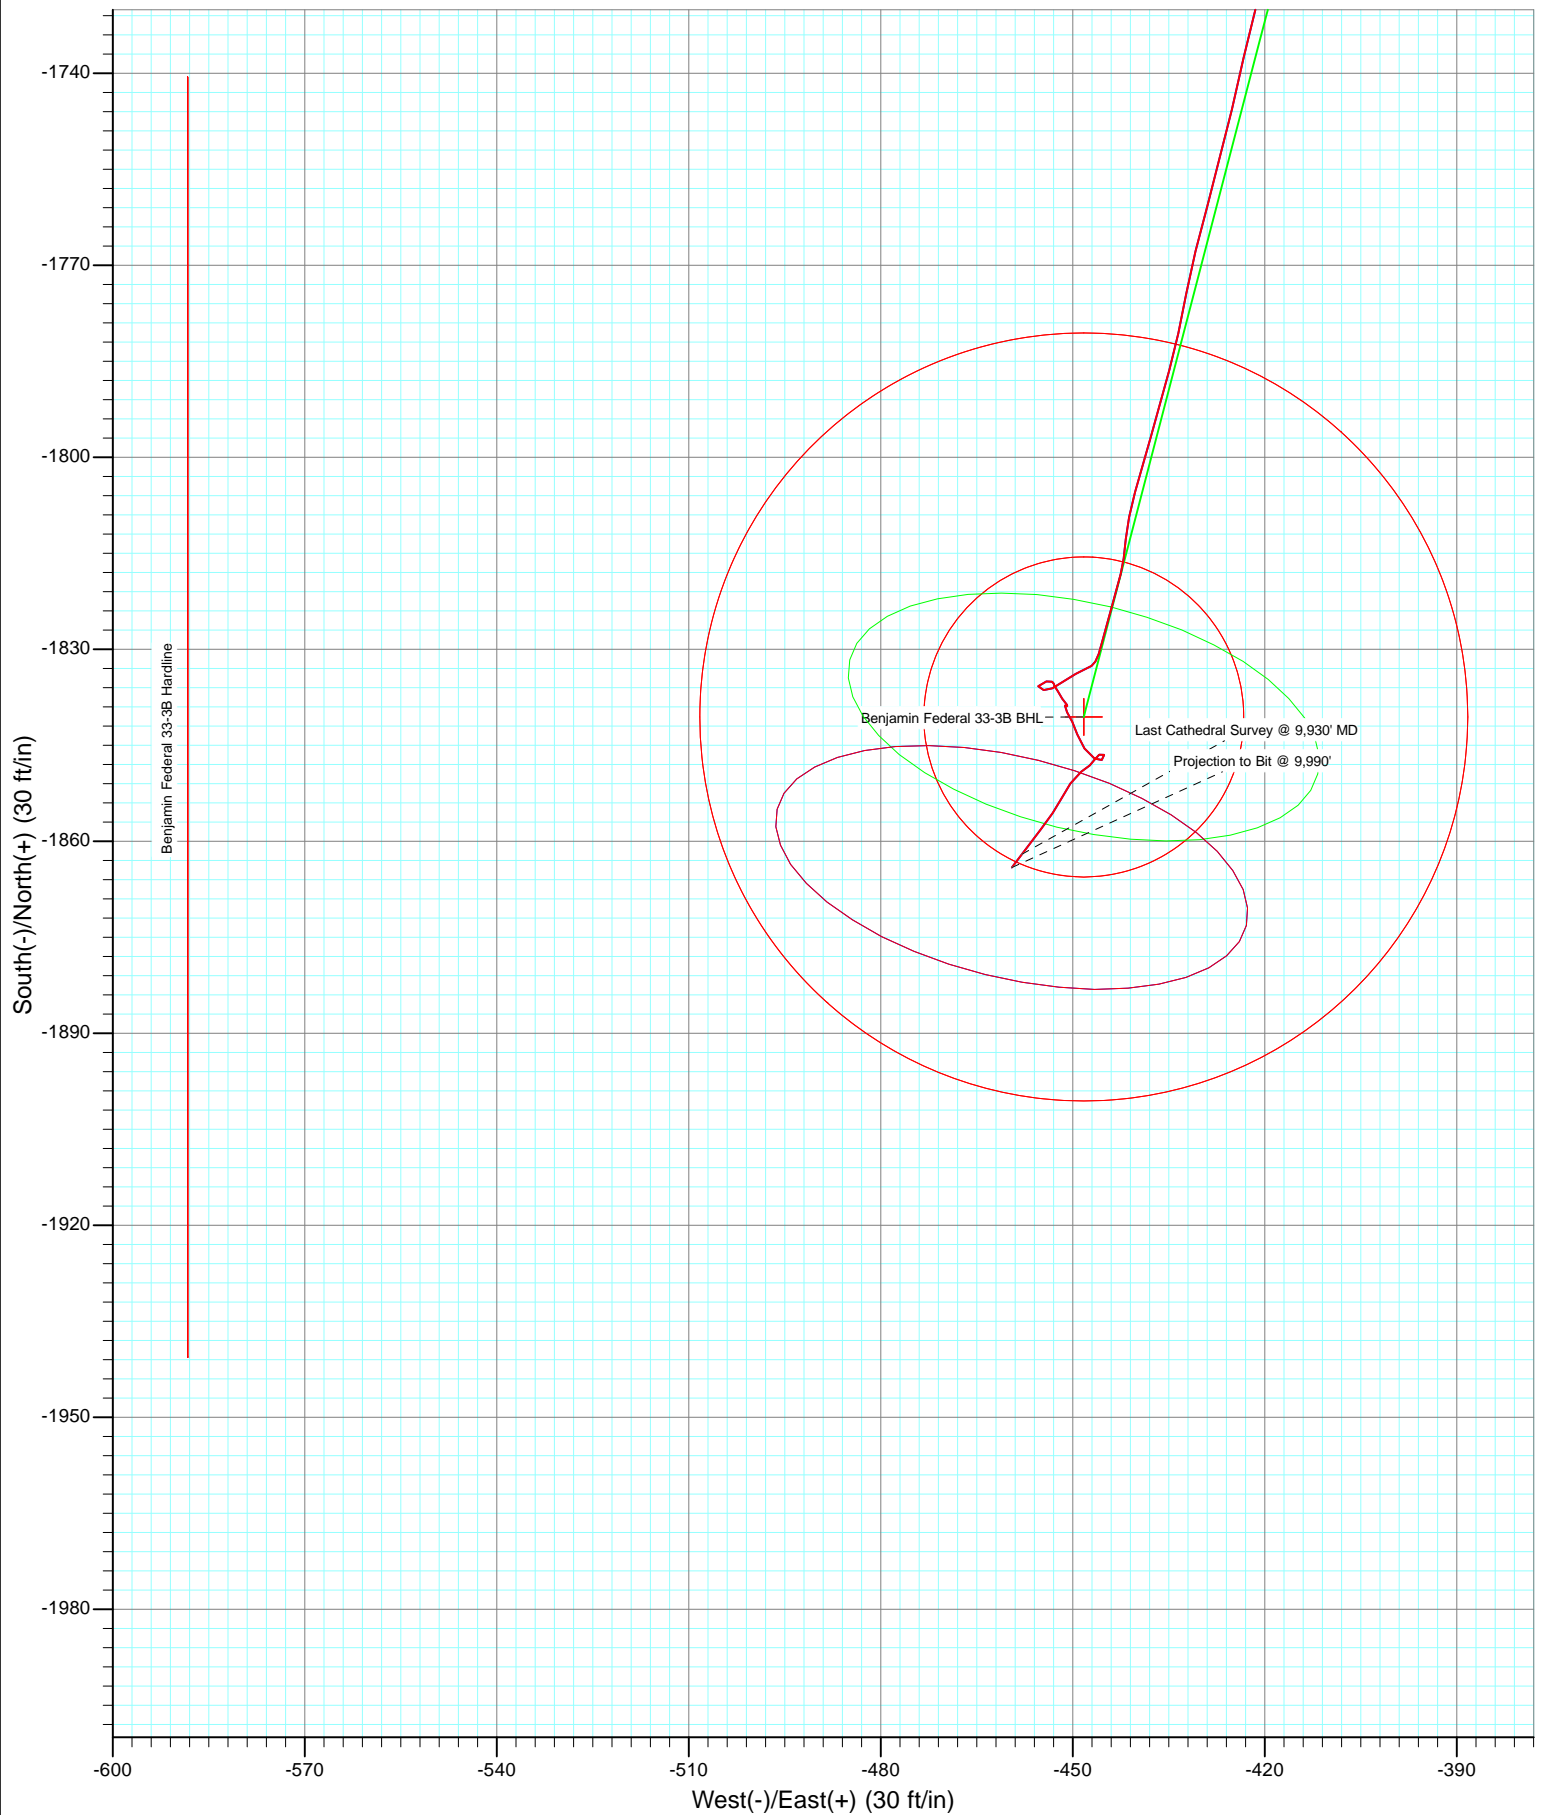 -1740
-1770
-1800
-1830
-1860
-1890
-1920
-1950
-1980
South(-)/North(+) (30 ft/in)
Benjamin Federal 33-3B Hardline
Benjamin Federal 33-3B BHL
Last Cathedral Survey @ 9,930' MD
Projection to Bit @ 9,990'
-600
-570
-540
-510
-480
-450
-420
-390
West(-)/East(+) (30 ft/in)